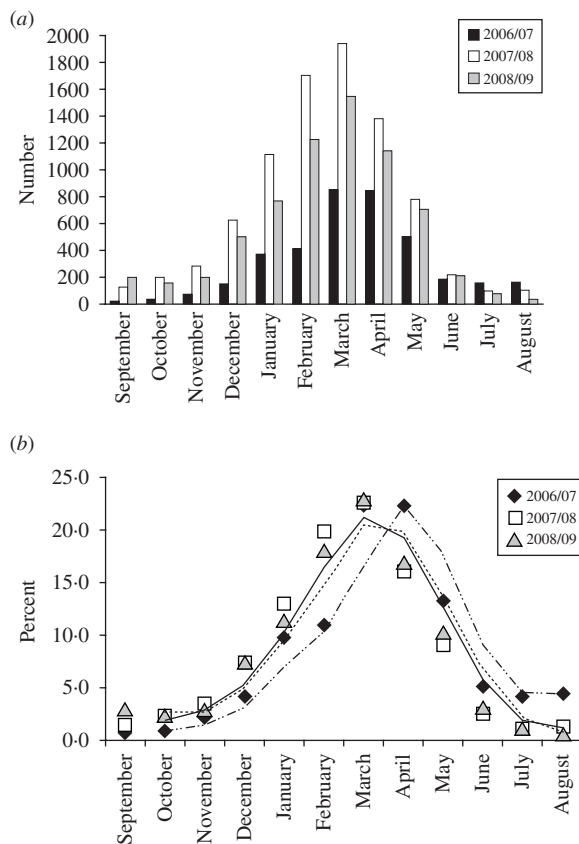 (a)
2000
1800
1600
1400
1200
1000
800
600
400
200
0
Number
2006/07
2007/08
2008/09
September
October
November
December
January
February
March
April
May
June
July
August
(b)
25·0
20·0
15·0
10·0
5·0
0·0
Percent
2006/07
2007/08
2008/09
September
October
November
December
January
February
March
April
May
June
July
August